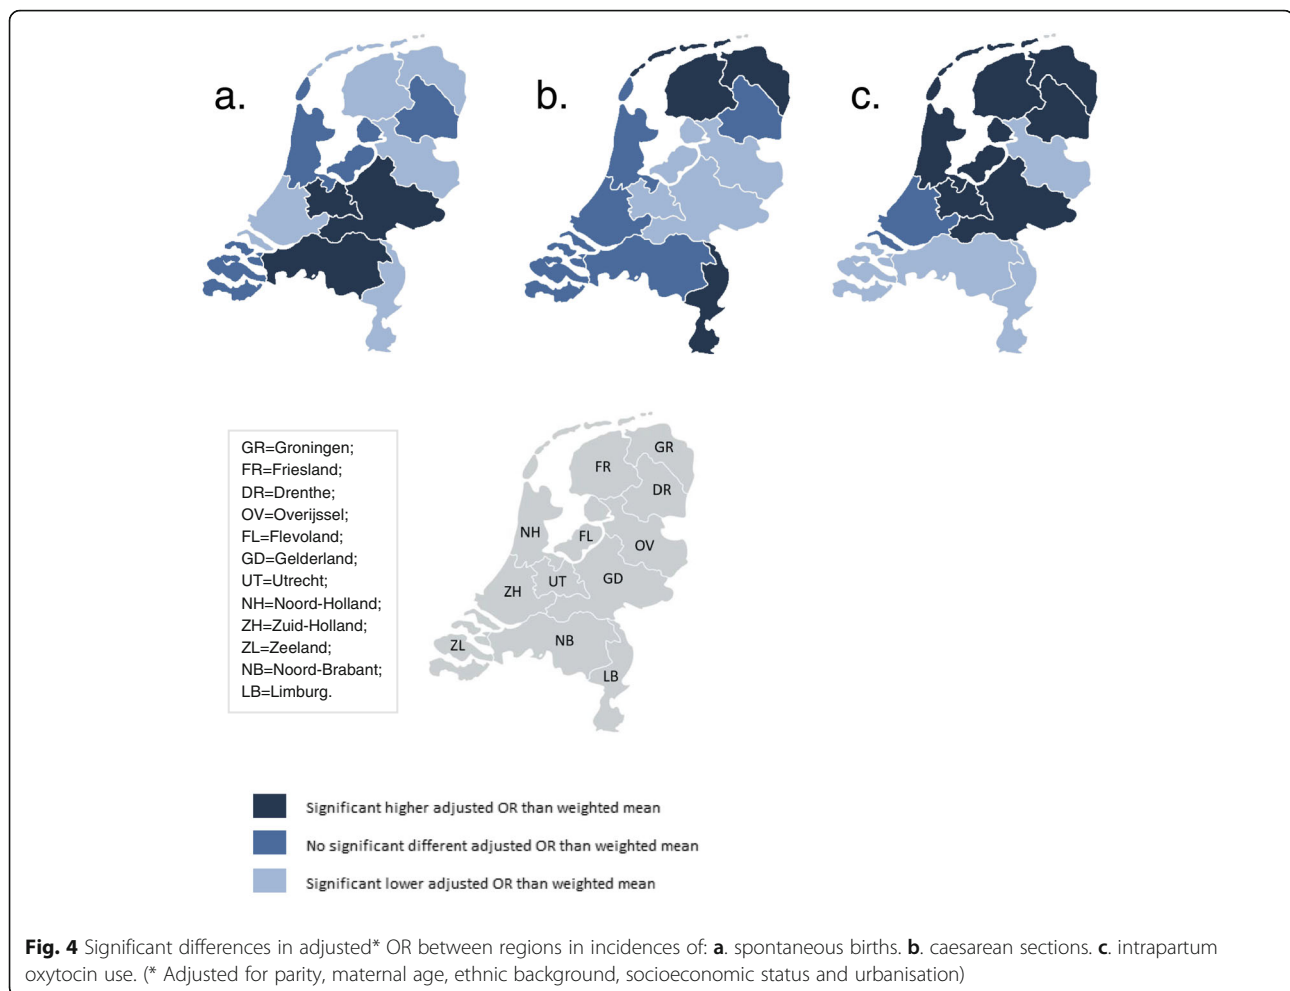 a.
b.
c.
GR=Groningen;
FR=Friesland;
DR=Drenthe;
OV=Overijssel;
FL=Flevoland;
GD=Gelderland;
UT=Utrecht;
NH=Noord-Holland;
ZH=Zuid-Holland;
ZL=Zeeland;
NB=Noord-Brabant;
LB=Limburg.
GR
FR
DR
NH
FL
OV
UT
GD
ZH
ZL
NB
LB
Significant higher adjusted OR than weighted mean
No significant different adjusted OR than weighted mean
Significant lower adjusted OR than weighted mean
Fig. 4 Significant differences in adjusted* OR between regions in incidences of: a. spontaneous births. b. caesarean sections. c. intrapartum
oxytocin use. (* Adjusted for parity, maternal age, ethnic background, socioeconomic status and urbanisation)